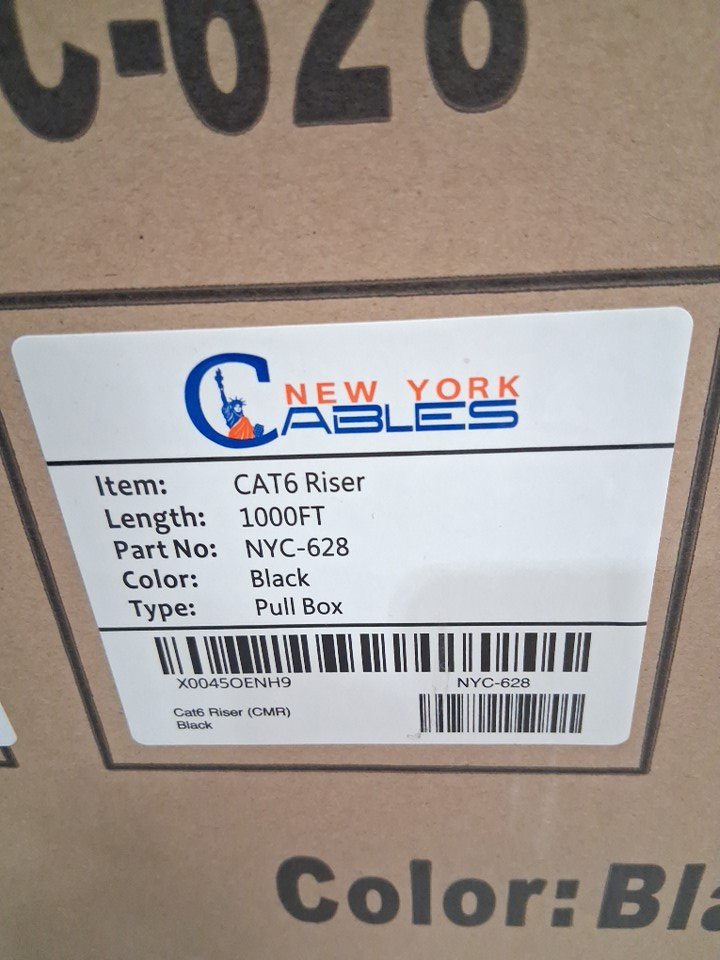 C-628
NEW YORK
CABLES
Item: CAT6 Riser
Length: 1000FT
Part No: NYC-628
Color: Black
Type: Pull Box
X0045OENH9
NYC-628
Cat6 Riser (CMR)
Black
Color: Bla